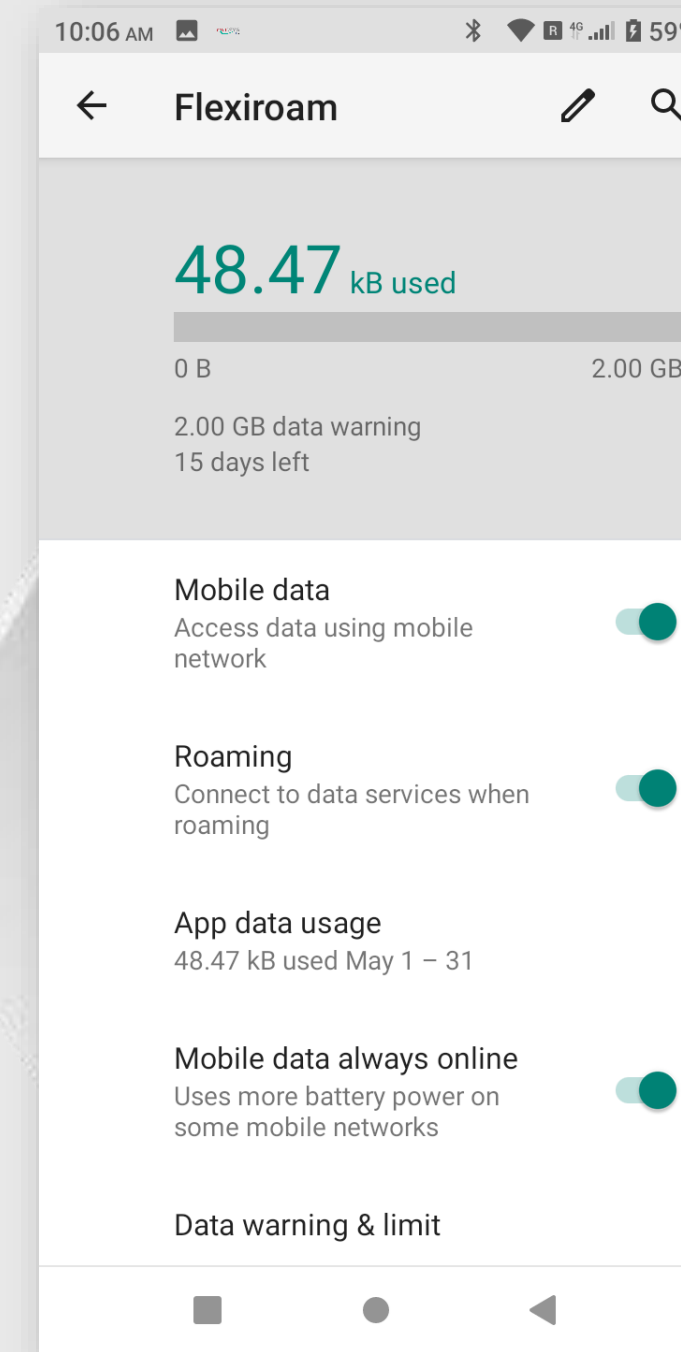 10:06 AM R 4G 59%
Flexiroam
48.47 kB used
0 B 2.00 GB
2.00 GB data warning
15 days left
Mobile data
Access data using mobile
network
Roaming
Connect to data services when
roaming
App data usage
48.47 kB used May 1 – 31
Mobile data always online
Uses more battery power on
some mobile networks
Data warning & limit